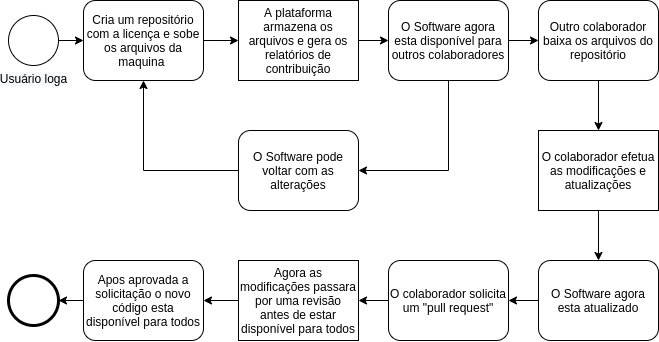 Usuário loga
Cria um repositório
com a licença e sobe
os arquivos da
maquina
A plataforma
armazena os
arquivos e gera os
relatórios de
contribuição
O Software agora
esta disponível para
outros colaboradores
Outro colaborador
baixa os arquivos do
repositório
O Software pode
voltar com as
alterações
O colaborador efetua
as modificações e
atualizações
Apos aprovada a
solicitação o novo
código esta
disponível para todos
Agora as
modificações passara
por uma revisão
antes de estar
disponível para todos
O colaborador solicita
um "pull request"
O Software agora
esta atualizado